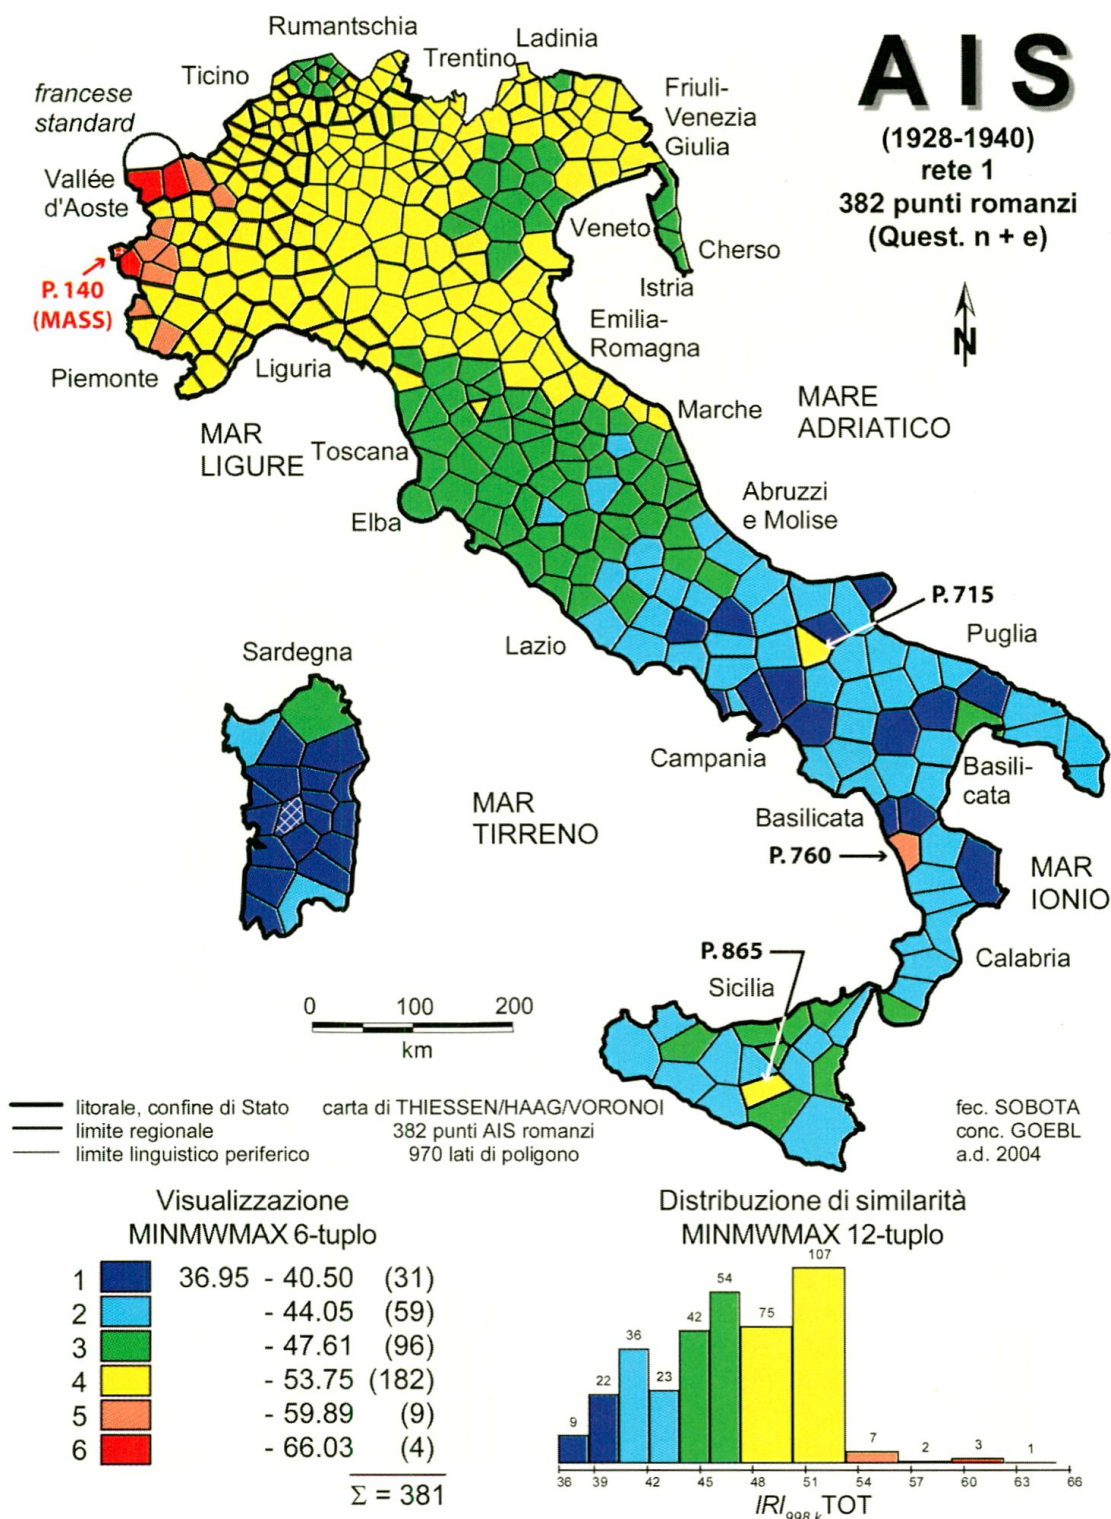 Rumantschia
Ladinia
Trentino
Ticino
AIS
(1928-1940)
rete 1
382 punti romanzi
(Quest. n + e)
francese
standard
Friuli-
Venezia
Giulia
Vallée
d'Aoste
Veneto
Cherso
Istria
P. 140
(MASS)
N
Emilia-
Romagna
Piemonte
Liguria
Marche
MARE
ADRIATICO
MAR
LIGURE
Toscana
Elba
Abruzzi
e Molise
P. 715
Puglia
Lazio
Sardegna
Campania
Basili-
cata
MAR
TIRRENO
Basilicata
P. 760
MAR
IONIO
P. 865
Calabria
Sicilia
0 100 200
km
litorale, confine di Stato
limite regionale
limite linguistico periferico
carta di THIESSEN/HAAG/VORONOI
382 punti AIS romanzi
970 lati di poligono
fec. SOBOTA
conc. GOEBL
a.d. 2004
Visualizzazione
MINMWMAX 6-tuplo
1 36.95 - 40.50 (31)
2 - 44.05 (59)
3 - 47.61 (96)
4 - 53.75 (182)
5 - 59.89 (9)
6 - 66.03 (4)
Σ = 381
Distribuzione di similarità
MINMWMAX 12-tuplo
9 22 36 23 42 54 75 107 7 2 3 1
36 39 42 45 48 51 54 57 60 63 66
IRI998,k TOT